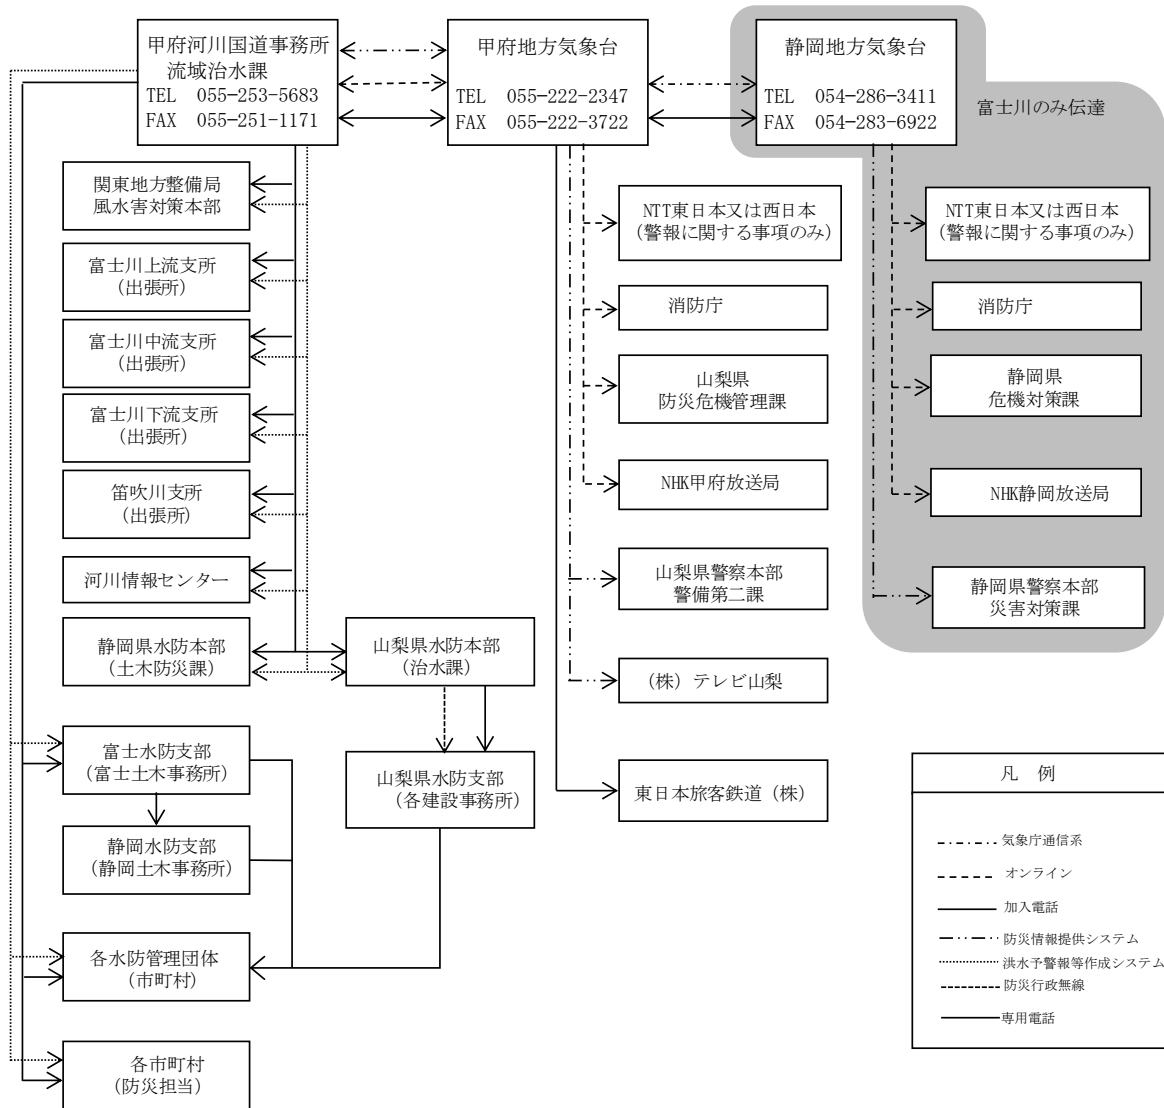 甲府河川国道事務所
流域治水課
TEL 055-253-5683
FAX 055-251-1171
甲府地方気象台
TEL 055-222-2347
FAX 055-222-3722
静岡地方気象台
TEL 054-286-3411
FAX 054-283-6922
富士川のみ伝達
関東地方整備局
風水害対策本部
富士川上流支所
(出張所)
富士川中流支所
(出張所)
富士川下流支所
(出張所)
笛吹川支所
(出張所)
河川情報センター
静岡県水防本部
(土木防災課)
山梨県水防本部
(治水課)
富士水防支部
(富士土木事務所)
静岡水防支部
(静岡土木事務所)
山梨県水防支部
(各建設事務所)
各水防管理団体
(市町村)
各市町村
(防災担当)
NTT東日本又は西日本
(警報に関する事項のみ)
消防庁
山梨県
防災危機管理課
NHK甲府放送局
山梨県警察本部
警備第二課
(株)テレビ山梨
東日本旅客鉄道(株)
NTT東日本又は西日本
(警報に関する事項のみ)
消防庁
静岡県
危機対策課
NHK静岡放送局
静岡県警察本部
災害対策課
凡 例
気象庁通信系
オンライン
加入電話
防災情報提供システム
洪水予警報等作成システム
防災行政無線
専用電話